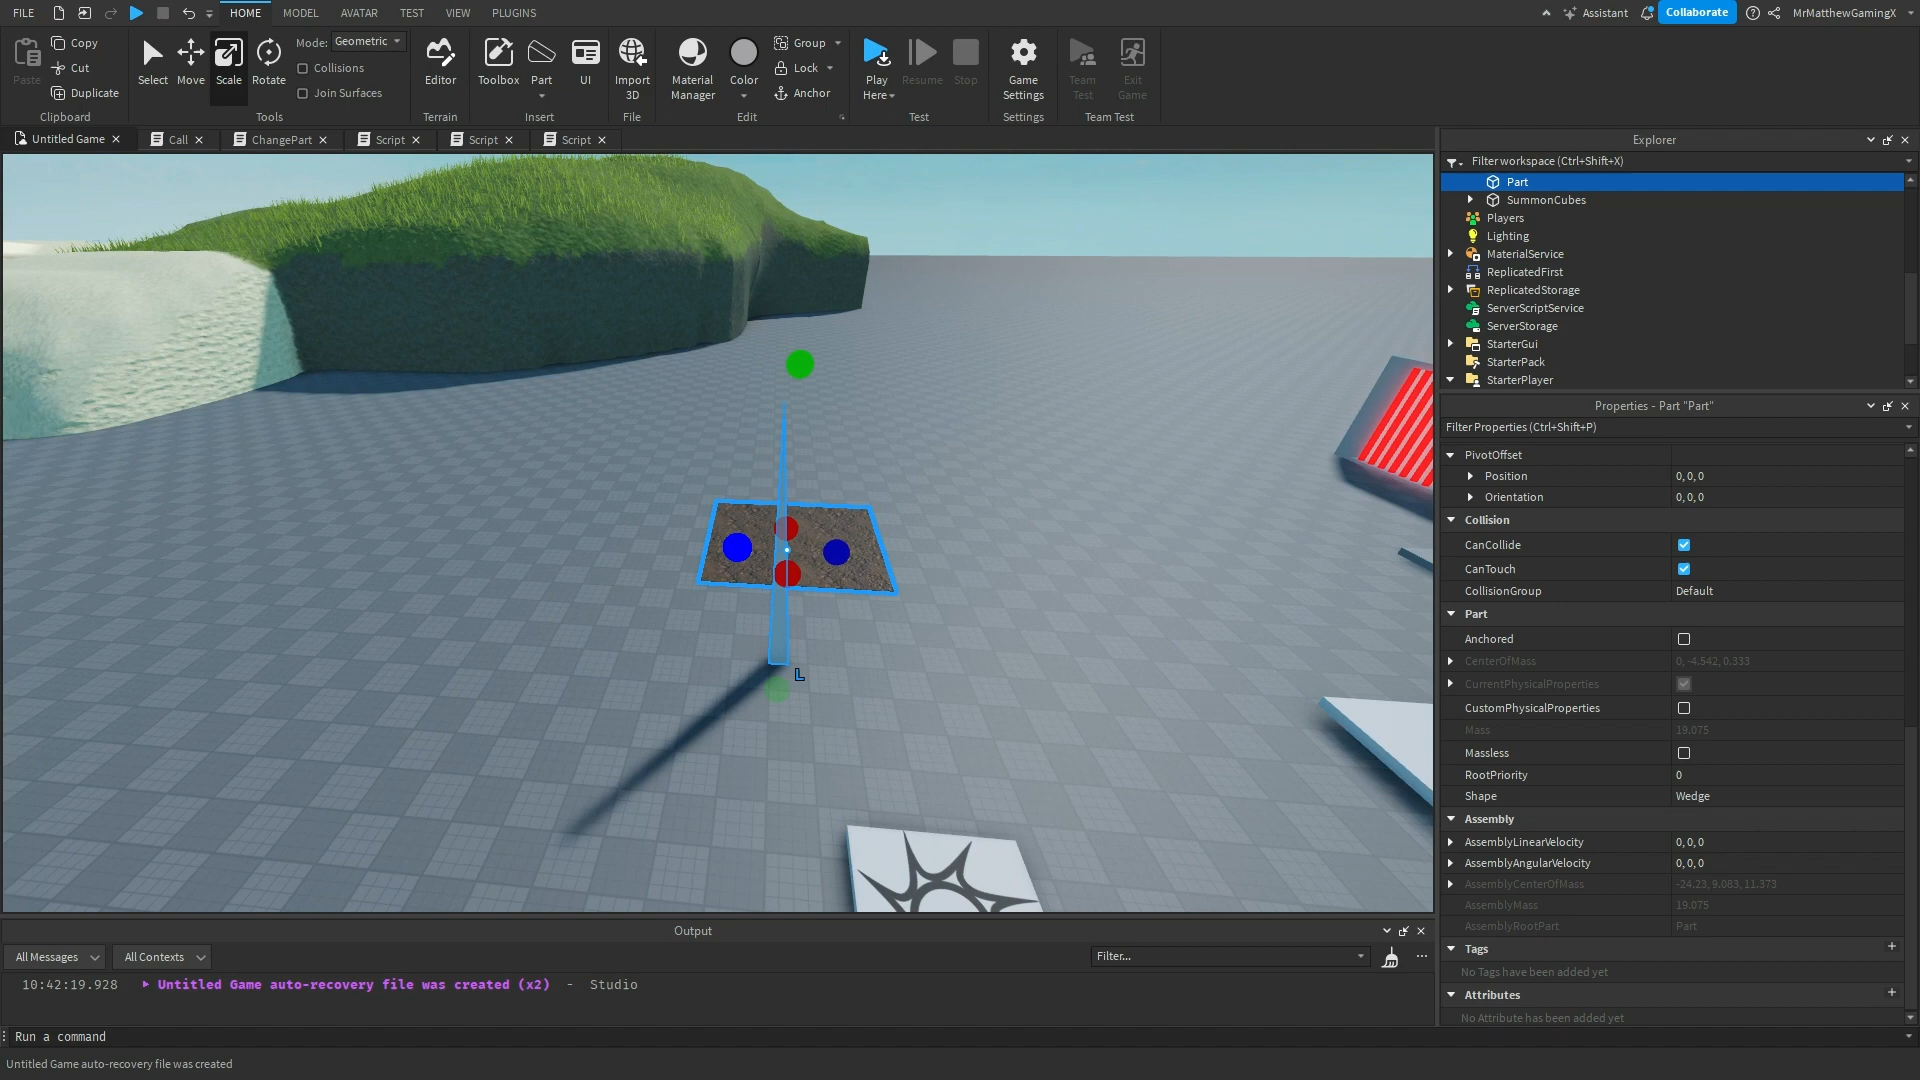 FILE HOME MODEL AVATAR TEST VIEW PLUGINS Assistant Collaborate MrMatthewGamingX
Paste Copy Cut Duplicate Clipboard
Select Move Scale Rotate Mode: Geometric Collisions Join Surfaces Tools
Editor Terrain
Toolbox Part UI Insert
Import 3D File
Material Manager Color Group Lock Anchor Edit
Play Here Resume Stop Test
Game Settings Settings
Team Test Exit Game Team Test
Untitled Game Call ChangePart Script Script Script
L
Explorer
Filter workspace (Ctrl+Shift+X)
Part
SummonCubes
Players
Lighting
MaterialService
ReplicatedFirst
ReplicatedStorage
ServerScriptService
ServerStorage
StarterGui
StarterPack
StarterPlayer
Properties - Part "Part"
Filter Properties (Ctrl+Shift+P)
PivotOffset
Position 0, 0, 0
Orientation 0, 0, 0
Collision
CanCollide
CanTouch
CollisionGroup Default
Part
Anchored
CenterOfMass 0, -4.542, 0.333
CurrentPhysicalProperties
CustomPhysicalProperties
Mass 19.075
Massless
RootPriority 0
Shape Wedge
Assembly
AssemblyLinearVelocity 0, 0, 0
AssemblyAngularVelocity 0, 0, 0
AssemblyCenterOfMass -24.23, 9.083, 11.373
AssemblyMass 19.075
AssemblyRootPart Part
Tags
No Tags have been added yet
Attributes
No Attribute has been added yet
Output
All Messages All Contexts Filter...
10:42:19.928 Untitled Game auto-recovery file was created (x2) - Studio
Run a command
Untitled Game auto-recovery file was created